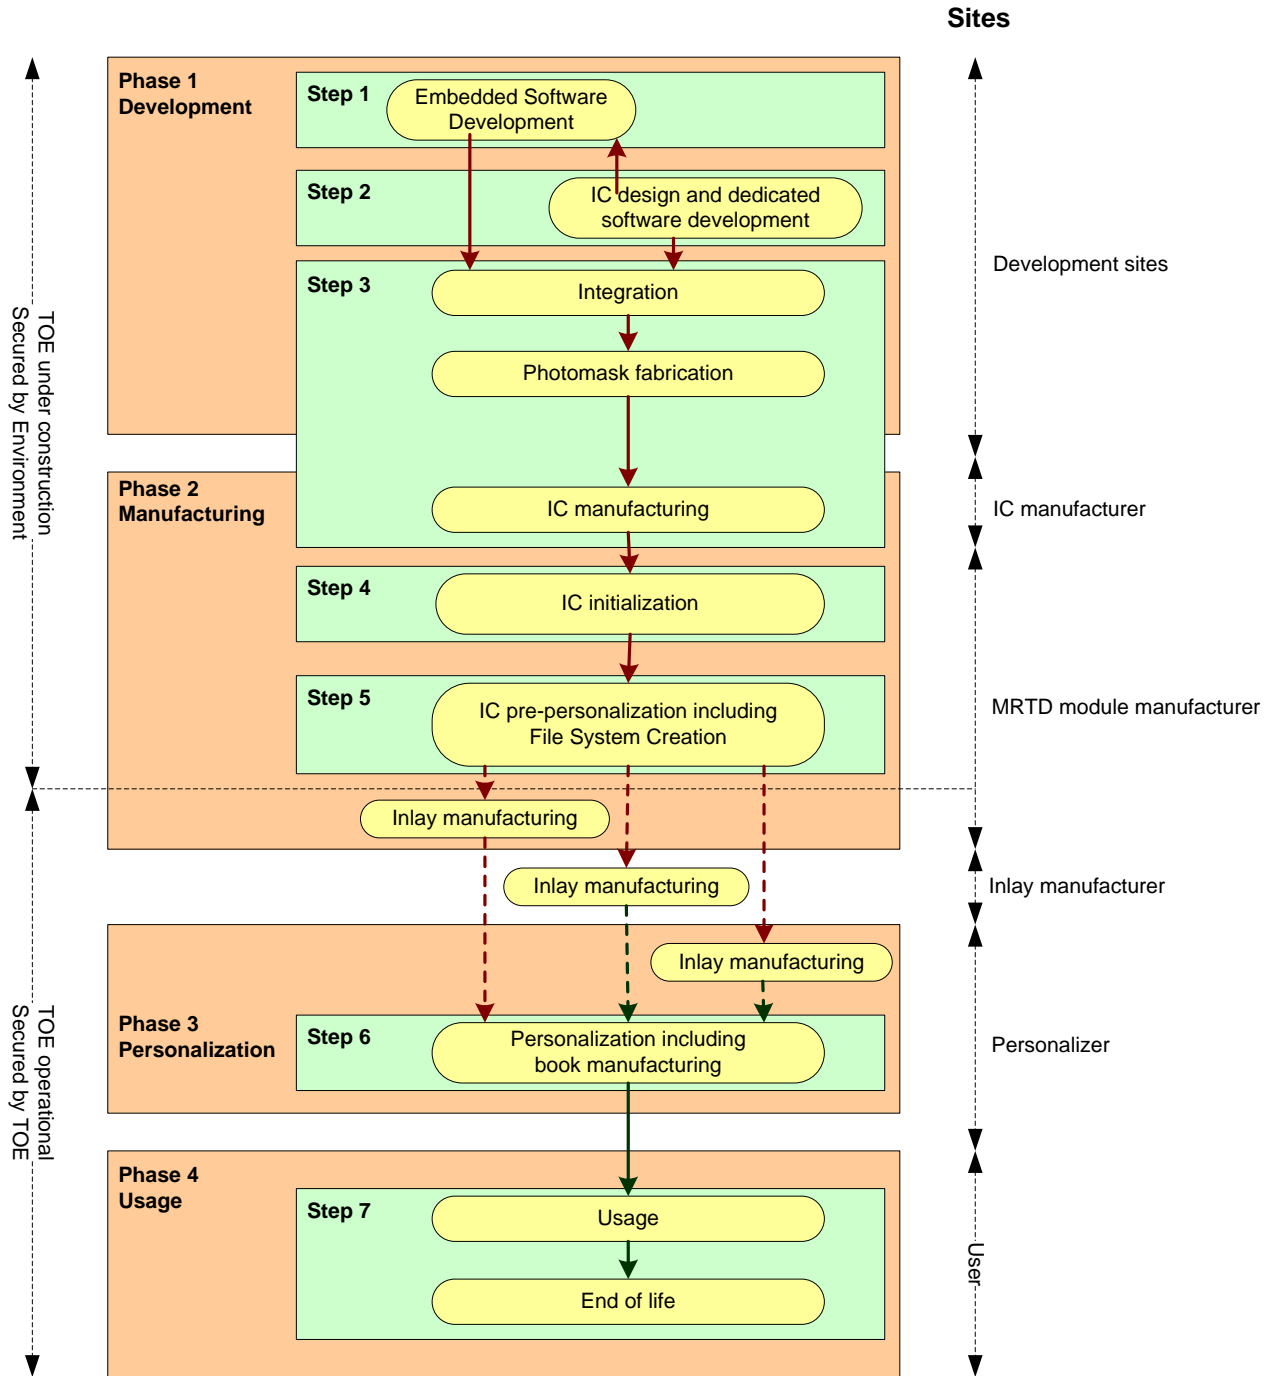 Sites
Phase 1
Development
Step 1
Embedded Software
Development
Step 2
IC design and dedicated
software development
Step 3
Integration
Development sites
Photomask fabrication
TOE under construction
Secured by Environment
Phase 2
Manufacturing
IC manufacturing
IC manufacturer
Step 4
IC initialization
Step 5
IC pre-personalization including
File System Creation
MRTD module manufacturer
Inlay manufacturing
Inlay manufacturing
Inlay manufacturer
Inlay manufacturing
TOE operational
Secured by TOE
Phase 3
Personalization
Step 6
Personalization including
book manufacturing
Personalizer
Phase 4
Usage
Step 7
Usage
User
End of life